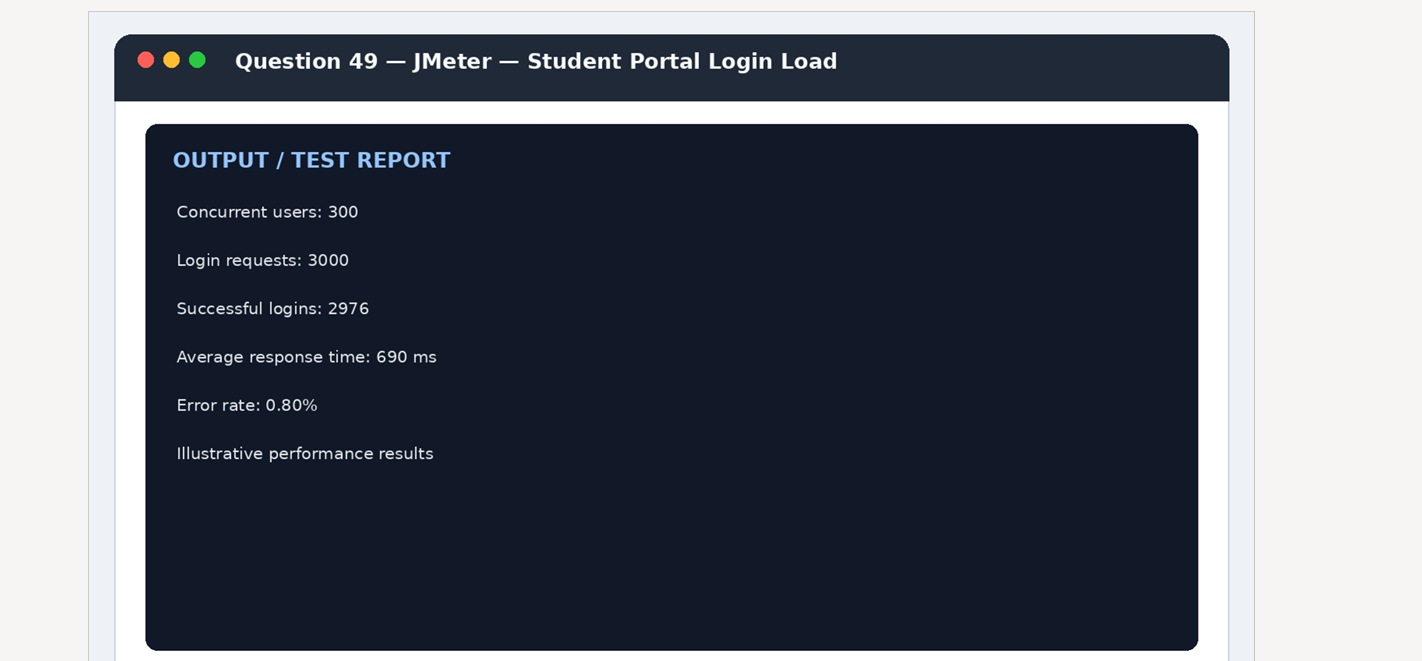 Question 49 — JMeter — Student Portal Login Load
OUTPUT / TEST REPORT
Concurrent users: 300
Login requests: 3000
Successful logins: 2976
Average response time: 690 ms
Error rate: 0.80%
Illustrative performance results